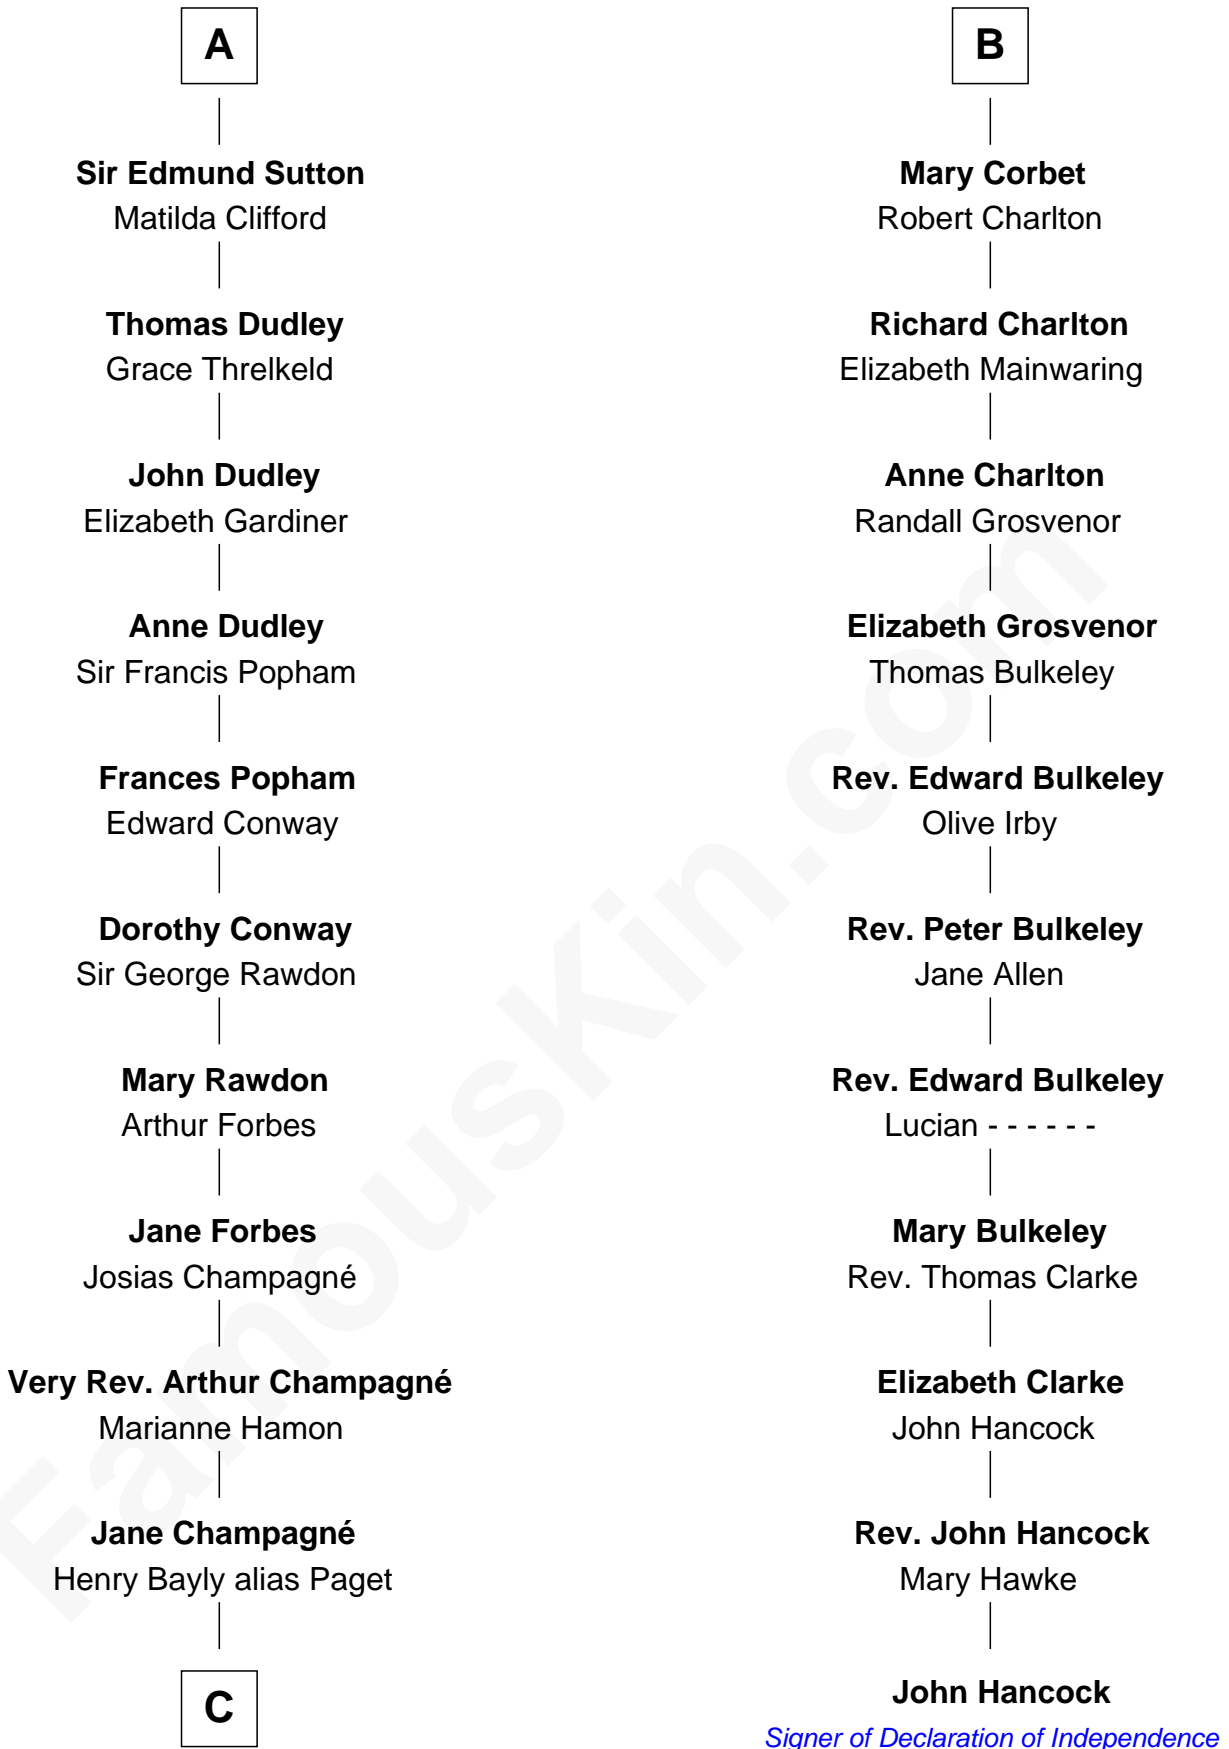 A
Sir Edmund Sutton
Matilda Clifford
Thomas Dudley
Grace Threlkeld
John Dudley
Elizabeth Gardiner
Anne Dudley
Sir Francis Popham
Frances Popham
Edward Conway
Dorothy Conway
Sir George Rawdon
Mary Rawdon
Arthur Forbes
Jane Forbes
Josias Champagné
Very Rev. Arthur Champagné
Marianne Hamon
Jane Champagné
Henry Bayly alias Paget
C
B
Mary Corbet
Robert Charlton
Richard Charlton
Elizabeth Mainwaring
Anne Charlton
Randall Grosvenor
Elizabeth Grosvenor
Thomas Bulkeley
Rev. Edward Bulkeley
Olive Irby
Rev. Peter Bulkeley
Jane Allen
Rev. Edward Bulkeley
Lucian - - - - - -
Mary Bulkeley
Rev. Thomas Clarke
Elizabeth Clarke
John Hancock
Rev. John Hancock
Mary Hawke
John Hancock
Signer of Declaration of Independence
FamousKin.com